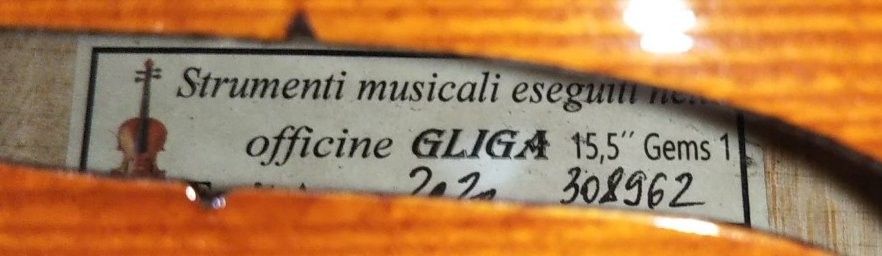 Strumenti musicali eseguiti
officine GLIGA 15,5″ Gems 1
308962